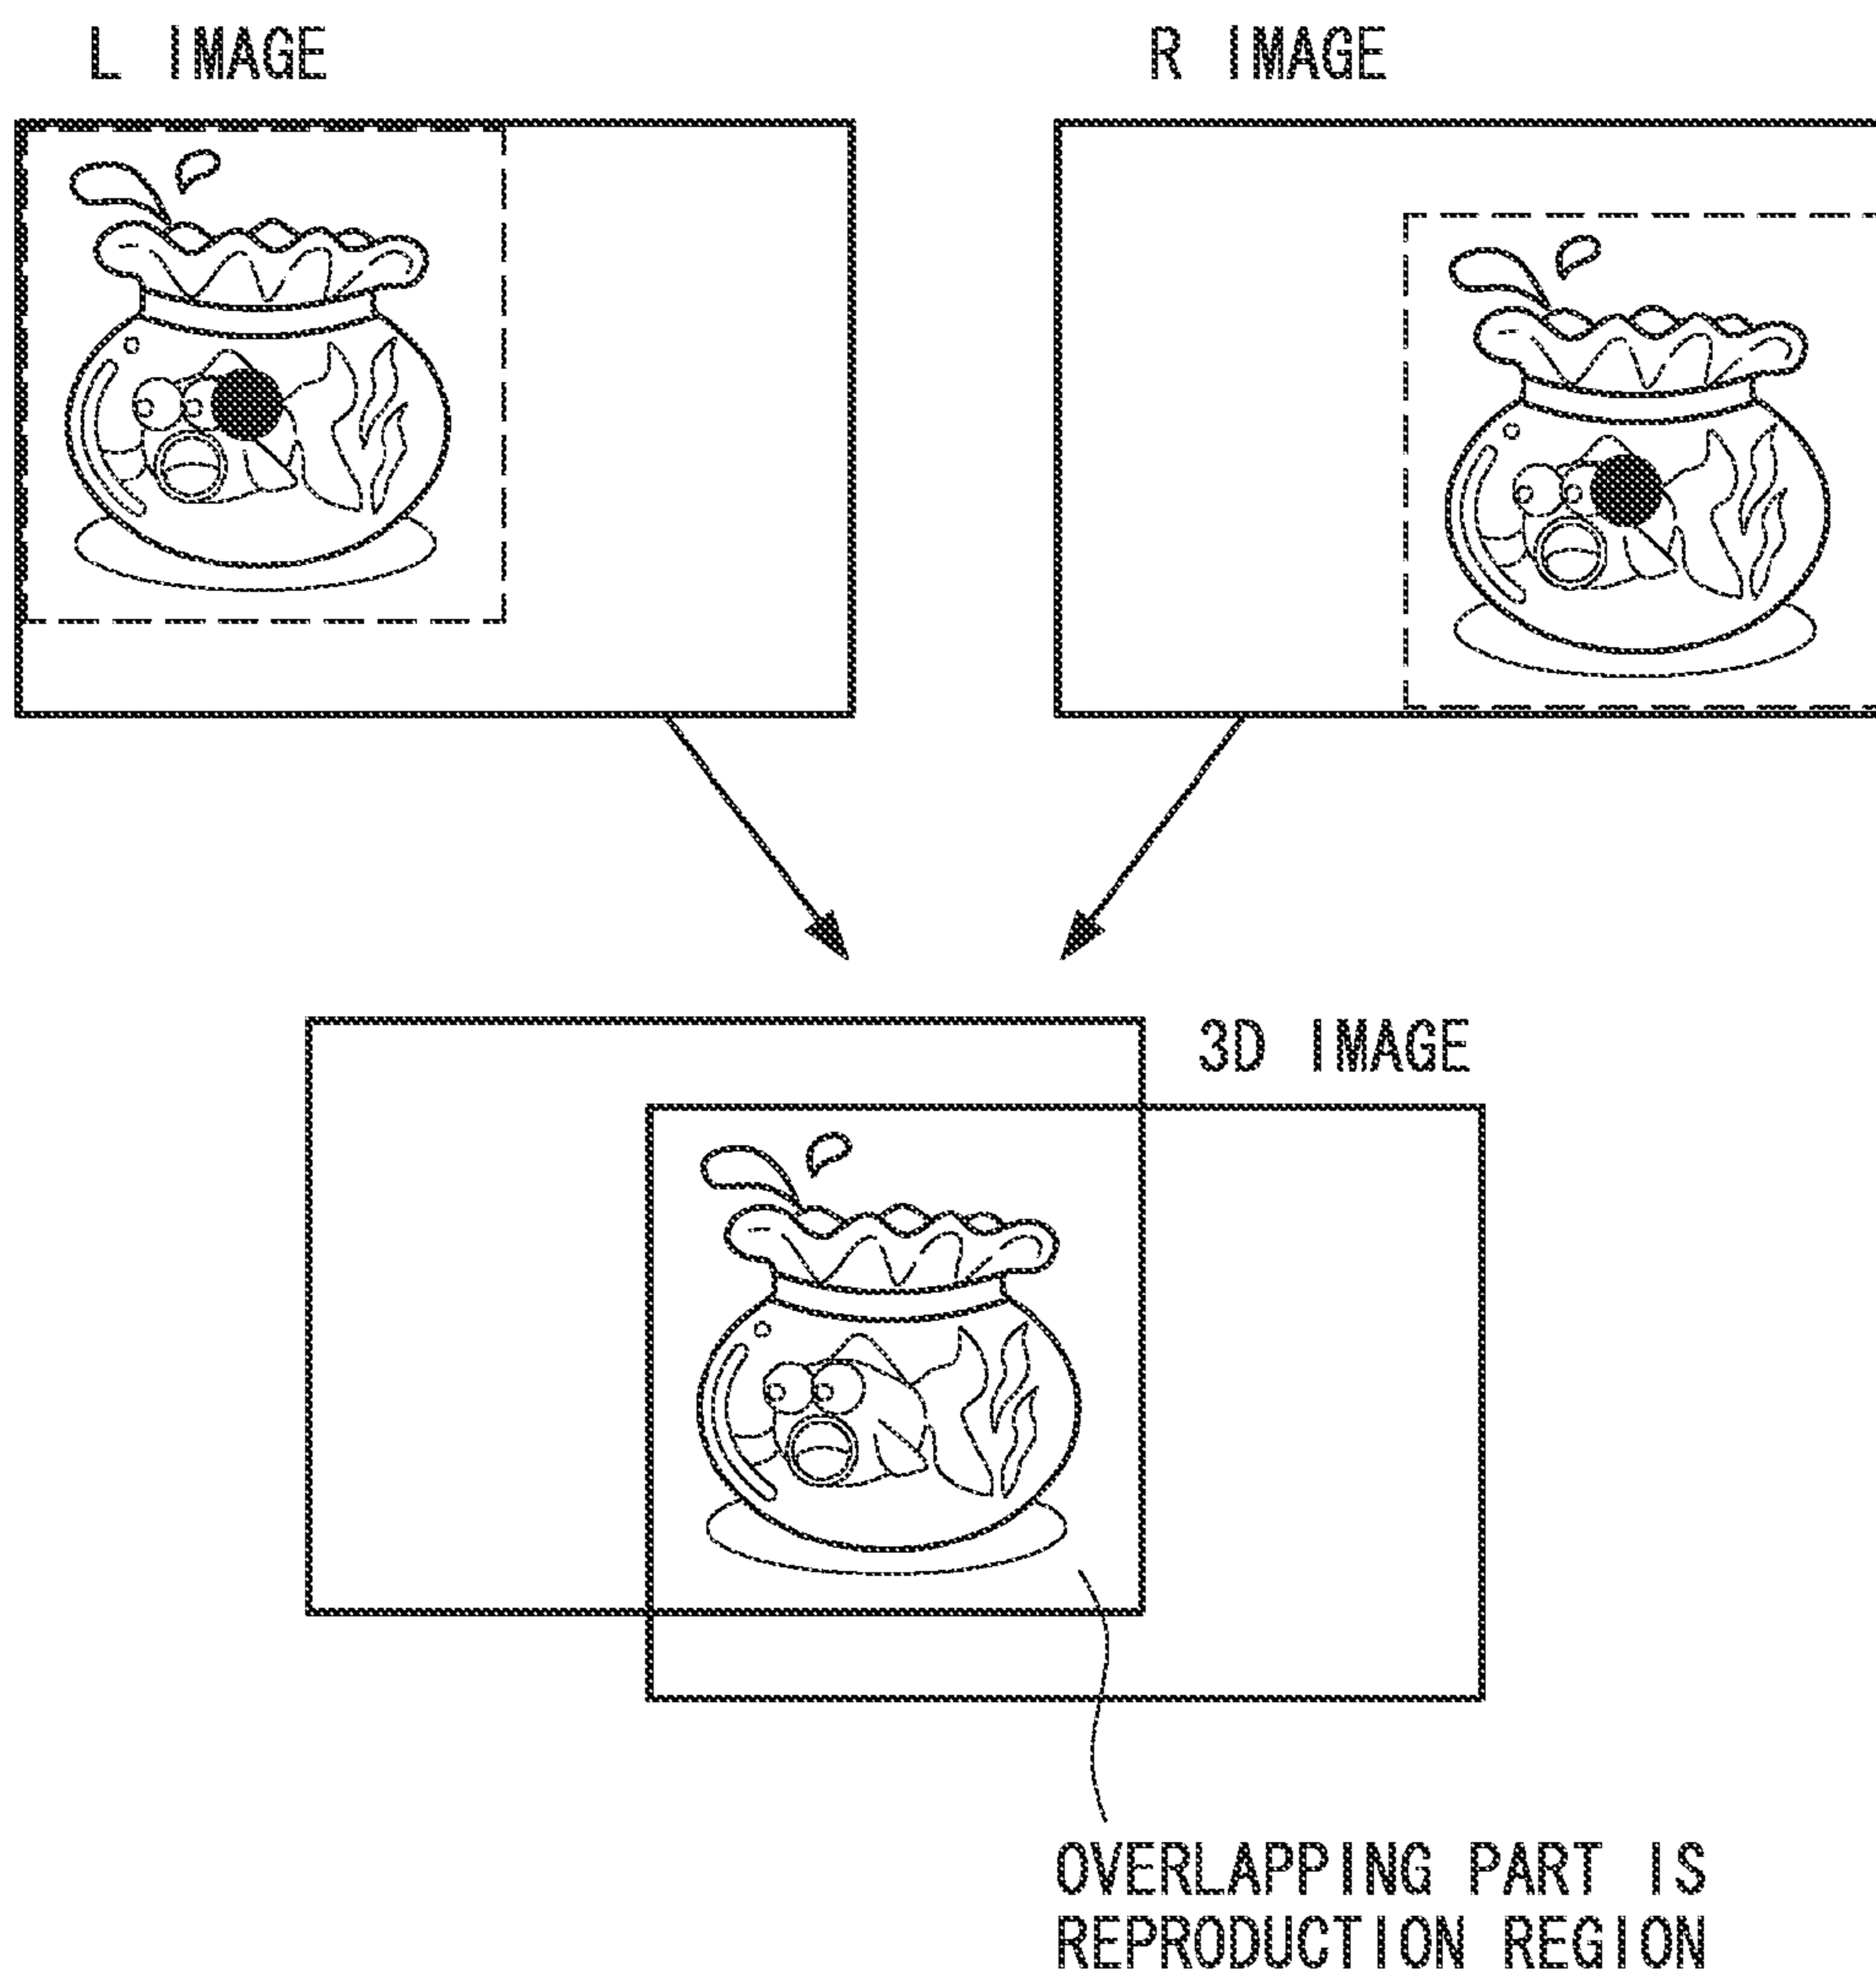 L IMAGE
R IMAGE
3D IMAGE
OVERLAPPING PART IS
REPRODUCTION REGION